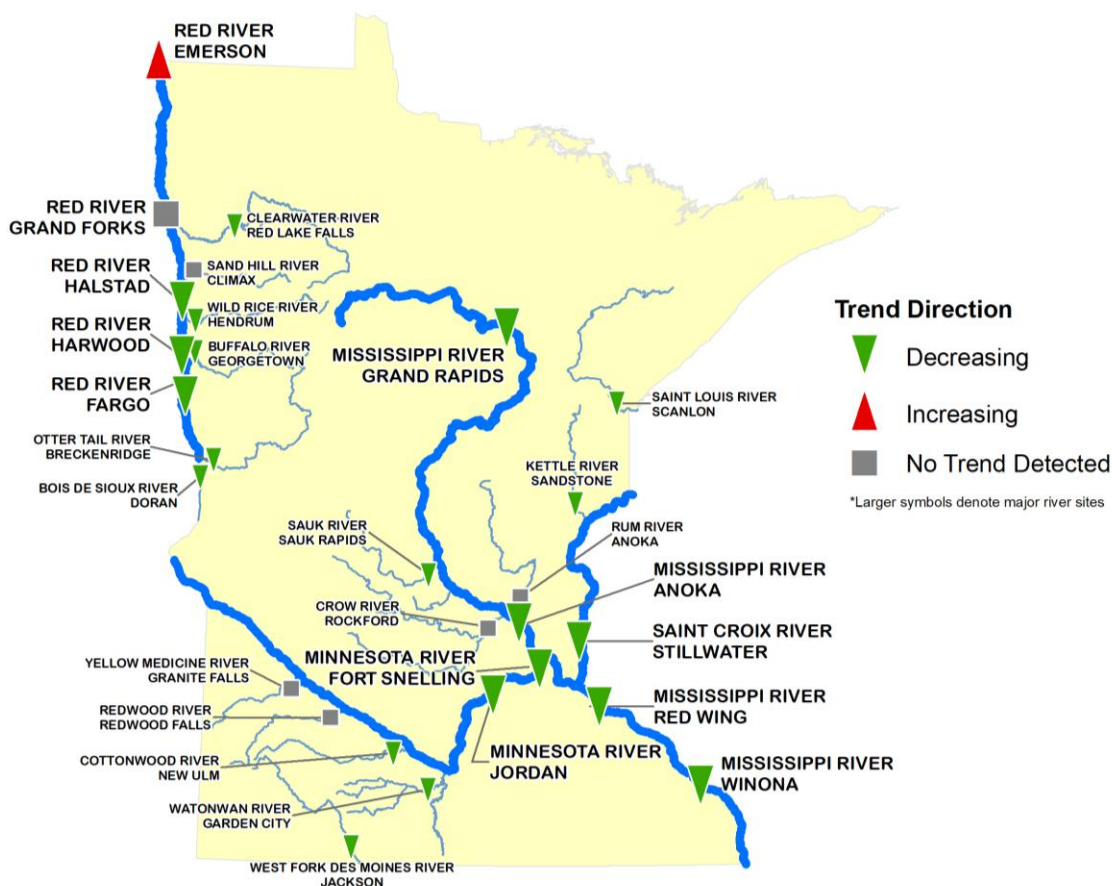 RED RIVER
EMERSON
RED RIVER
GRAND FORKS
CLEARWATER RIVER
RED LAKE FALLS
RED RIVER
HALSTAD
SAND HILL RIVER
CLIMAX
WILD RICE RIVER
HENDRUM
RED RIVER
HARWOOD
BUFFALO RIVER
GEORGETOWN
RED RIVER
FARGO
MISSISSIPPI RIVER
GRAND RAPIDS
OTTER TAIL RIVER
BRECKENRIDGE
BOIS DE SIOUX RIVER
DORAN
SAINT LOUIS RIVER
SCANLON
KETTLE RIVER
SANDSTONE
SAUK RIVER
SAUK RAPIDS
RUM RIVER
ANOKA
MISSISSIPPI RIVER
ANOKA
CROW RIVER
ROCKFORD
SAINT CROIX RIVER
STILLWATER
MINNESOTA RIVER
FORT SNELLING
YELLOW MEDICINE RIVER
GRANITE FALLS
MISSISSIPPI RIVER
RED WING
REDWOOD RIVER
REDWOOD FALLS
COTTONWOOD RIVER
NEW ULM
MINNESOTA RIVER
JORDAN
MISSISSIPPI RIVER
WINONA
WATONWAN RIVER
GARDEN CITY
WEST FORK DES MOINES RIVER
JACKSON
Trend Direction
Decreasing
Increasing
No Trend Detected
*Larger symbols denote major river sites